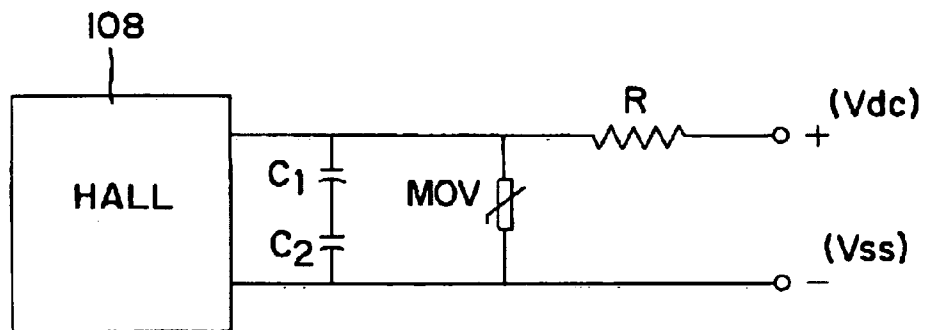 108
R
(Vdc)
+
C1
MOV
HALL
C2
(Vss)
-